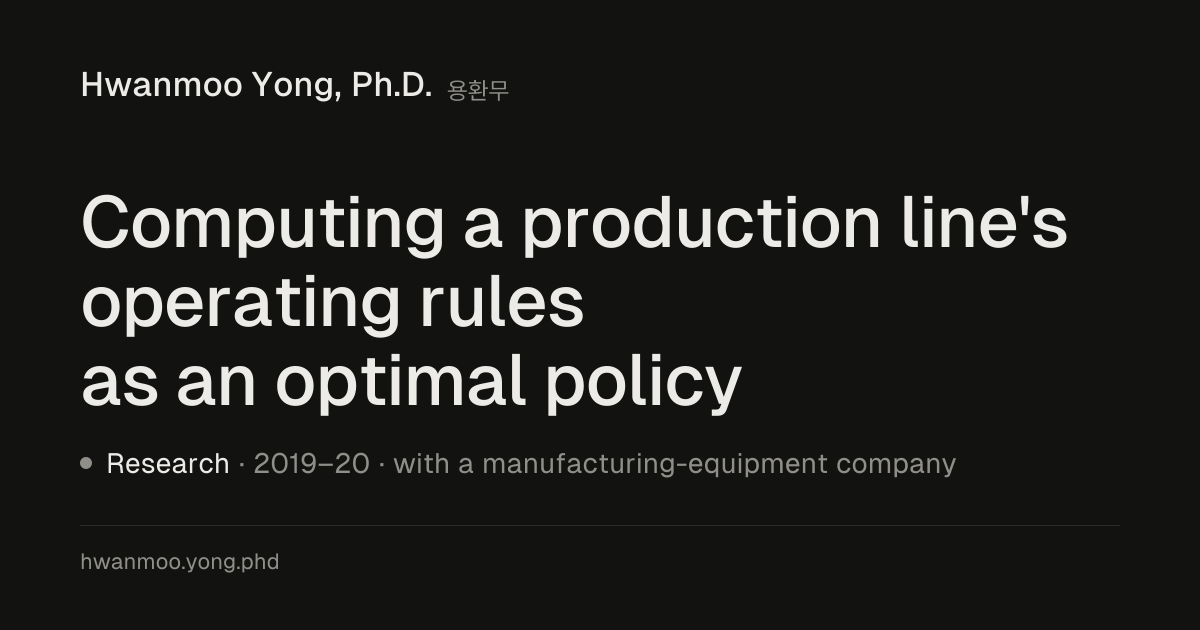 Hwanmoo Yong, Ph.D. 용환무
Computing a production line's
operating rules
as an optimal policy
Research · 2019–20 · with a manufacturing-equipment company
hwanmoo.yong.phd